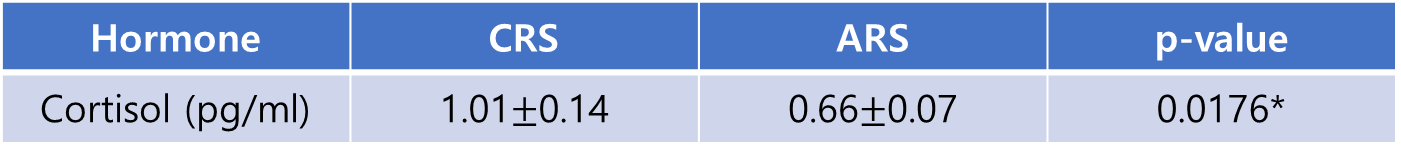 Hormone CRS ARS p-value
Cortisol (pg/ml) 1.01±0.14 0.66±0.07 0.0176*